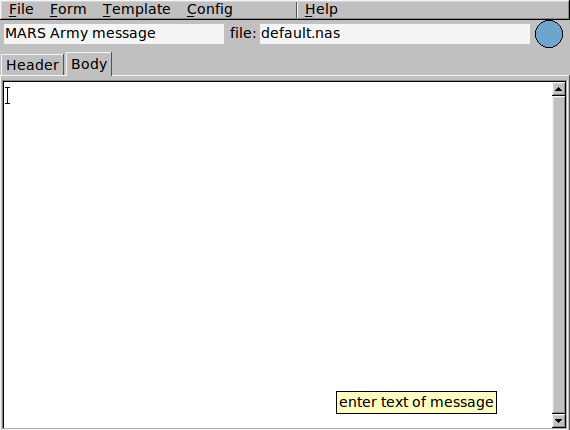 File Form Template Config Help
MARS Army message file: default.nas
Header Body
enter text of message